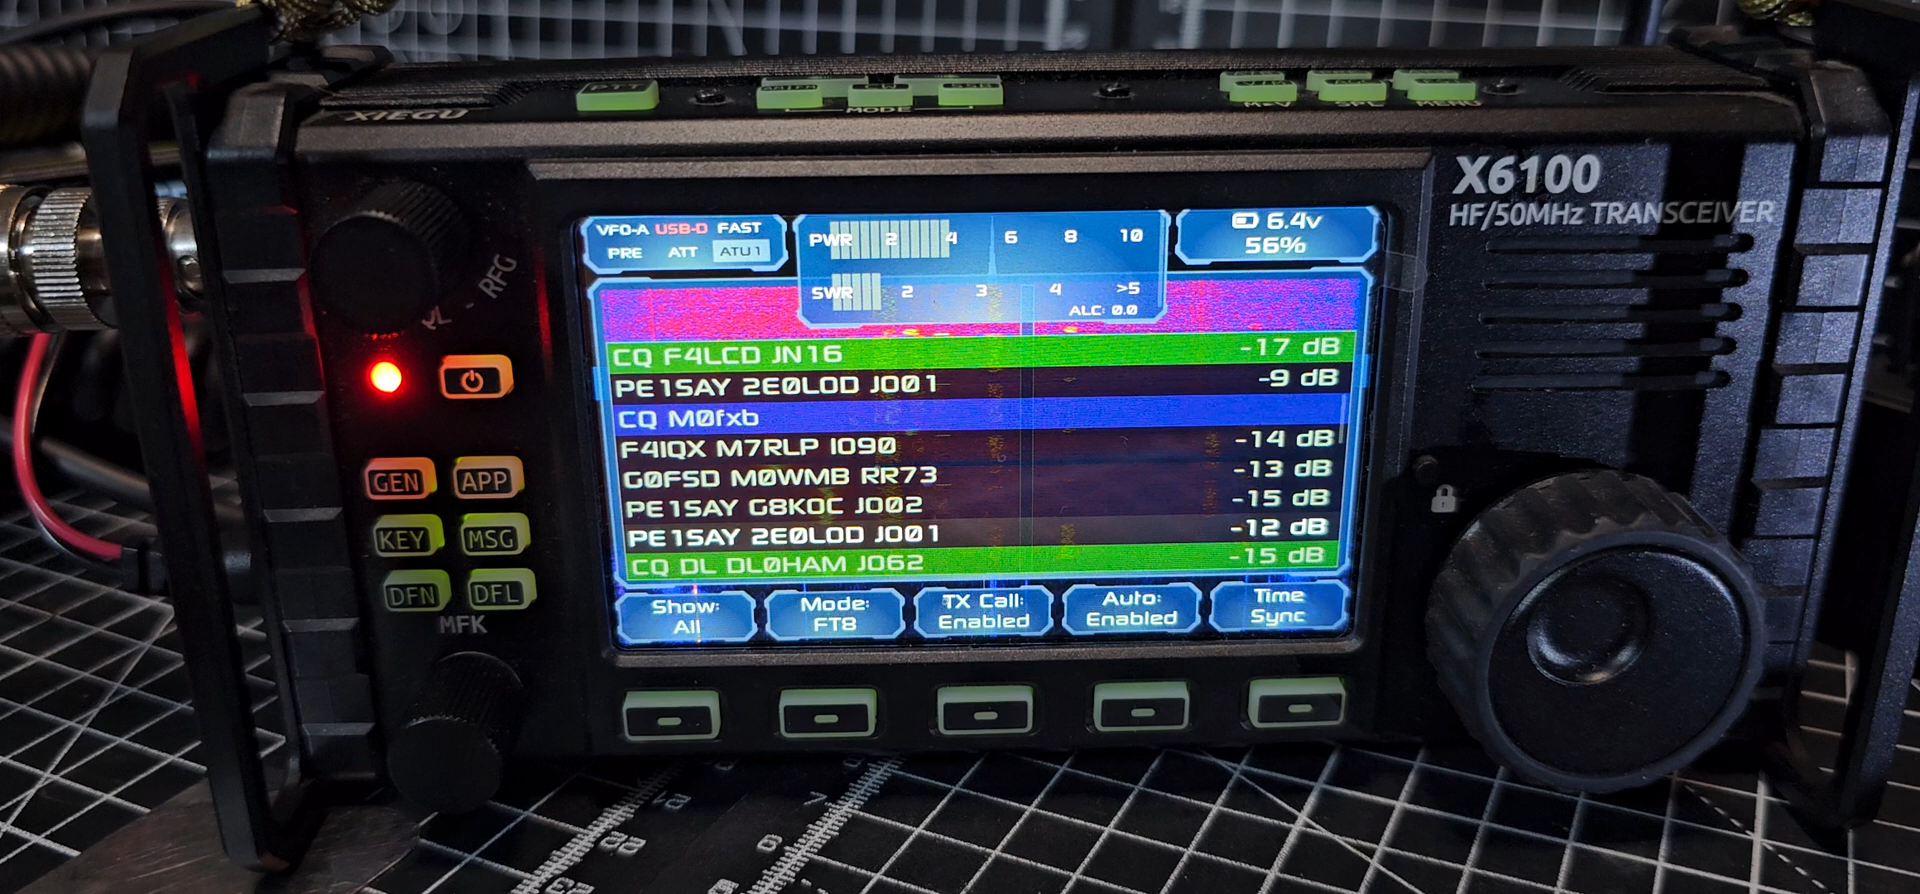 XIEGU
PTT
MODE
M▸V
SPL
MENU
X6100
HF/50MHz TRANSCEIVER
RFG
VFO-A USB-D FAST
PRE ATT ATU1
PWR 2 4 6 8 10
SWR 2 3 4 >5
ALC: 0.0
6.4v
56%
CQ F4LCD JN16 -17 dB
PE1SAY 2E0LOD JO01 -9 dB
CQ M0fxb
F4IQX M7RLP IO90 -14 dB
G0FSD M0WMB RR73 -13 dB
PE1SAY G8KOC JO02 -15 dB
PE1SAY 2E0LOD JO01 -12 dB
CQ DL DL0HAM JO62 -15 dB
Show: All
Mode: FT8
TX Call: Enabled
Auto: Enabled
Time Sync
GEN APP
KEY MSG
DFN DFL
MFK